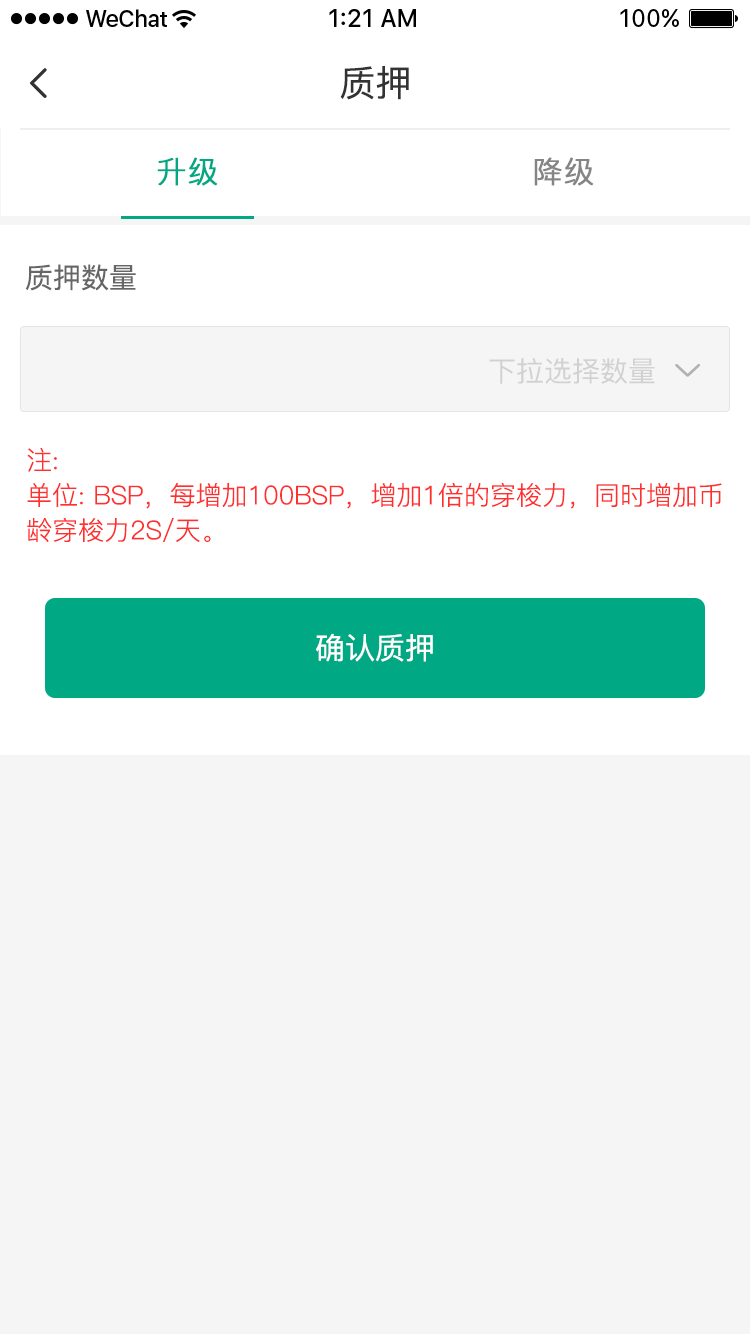 WeChat 1:21 AM 100%
质押
升级 降级
质押数量
下拉选择数量
注:
单位: BSP，每增加100BSP，增加1倍的穿梭力，同时增加币
龄穿梭力2S/天。
确认质押